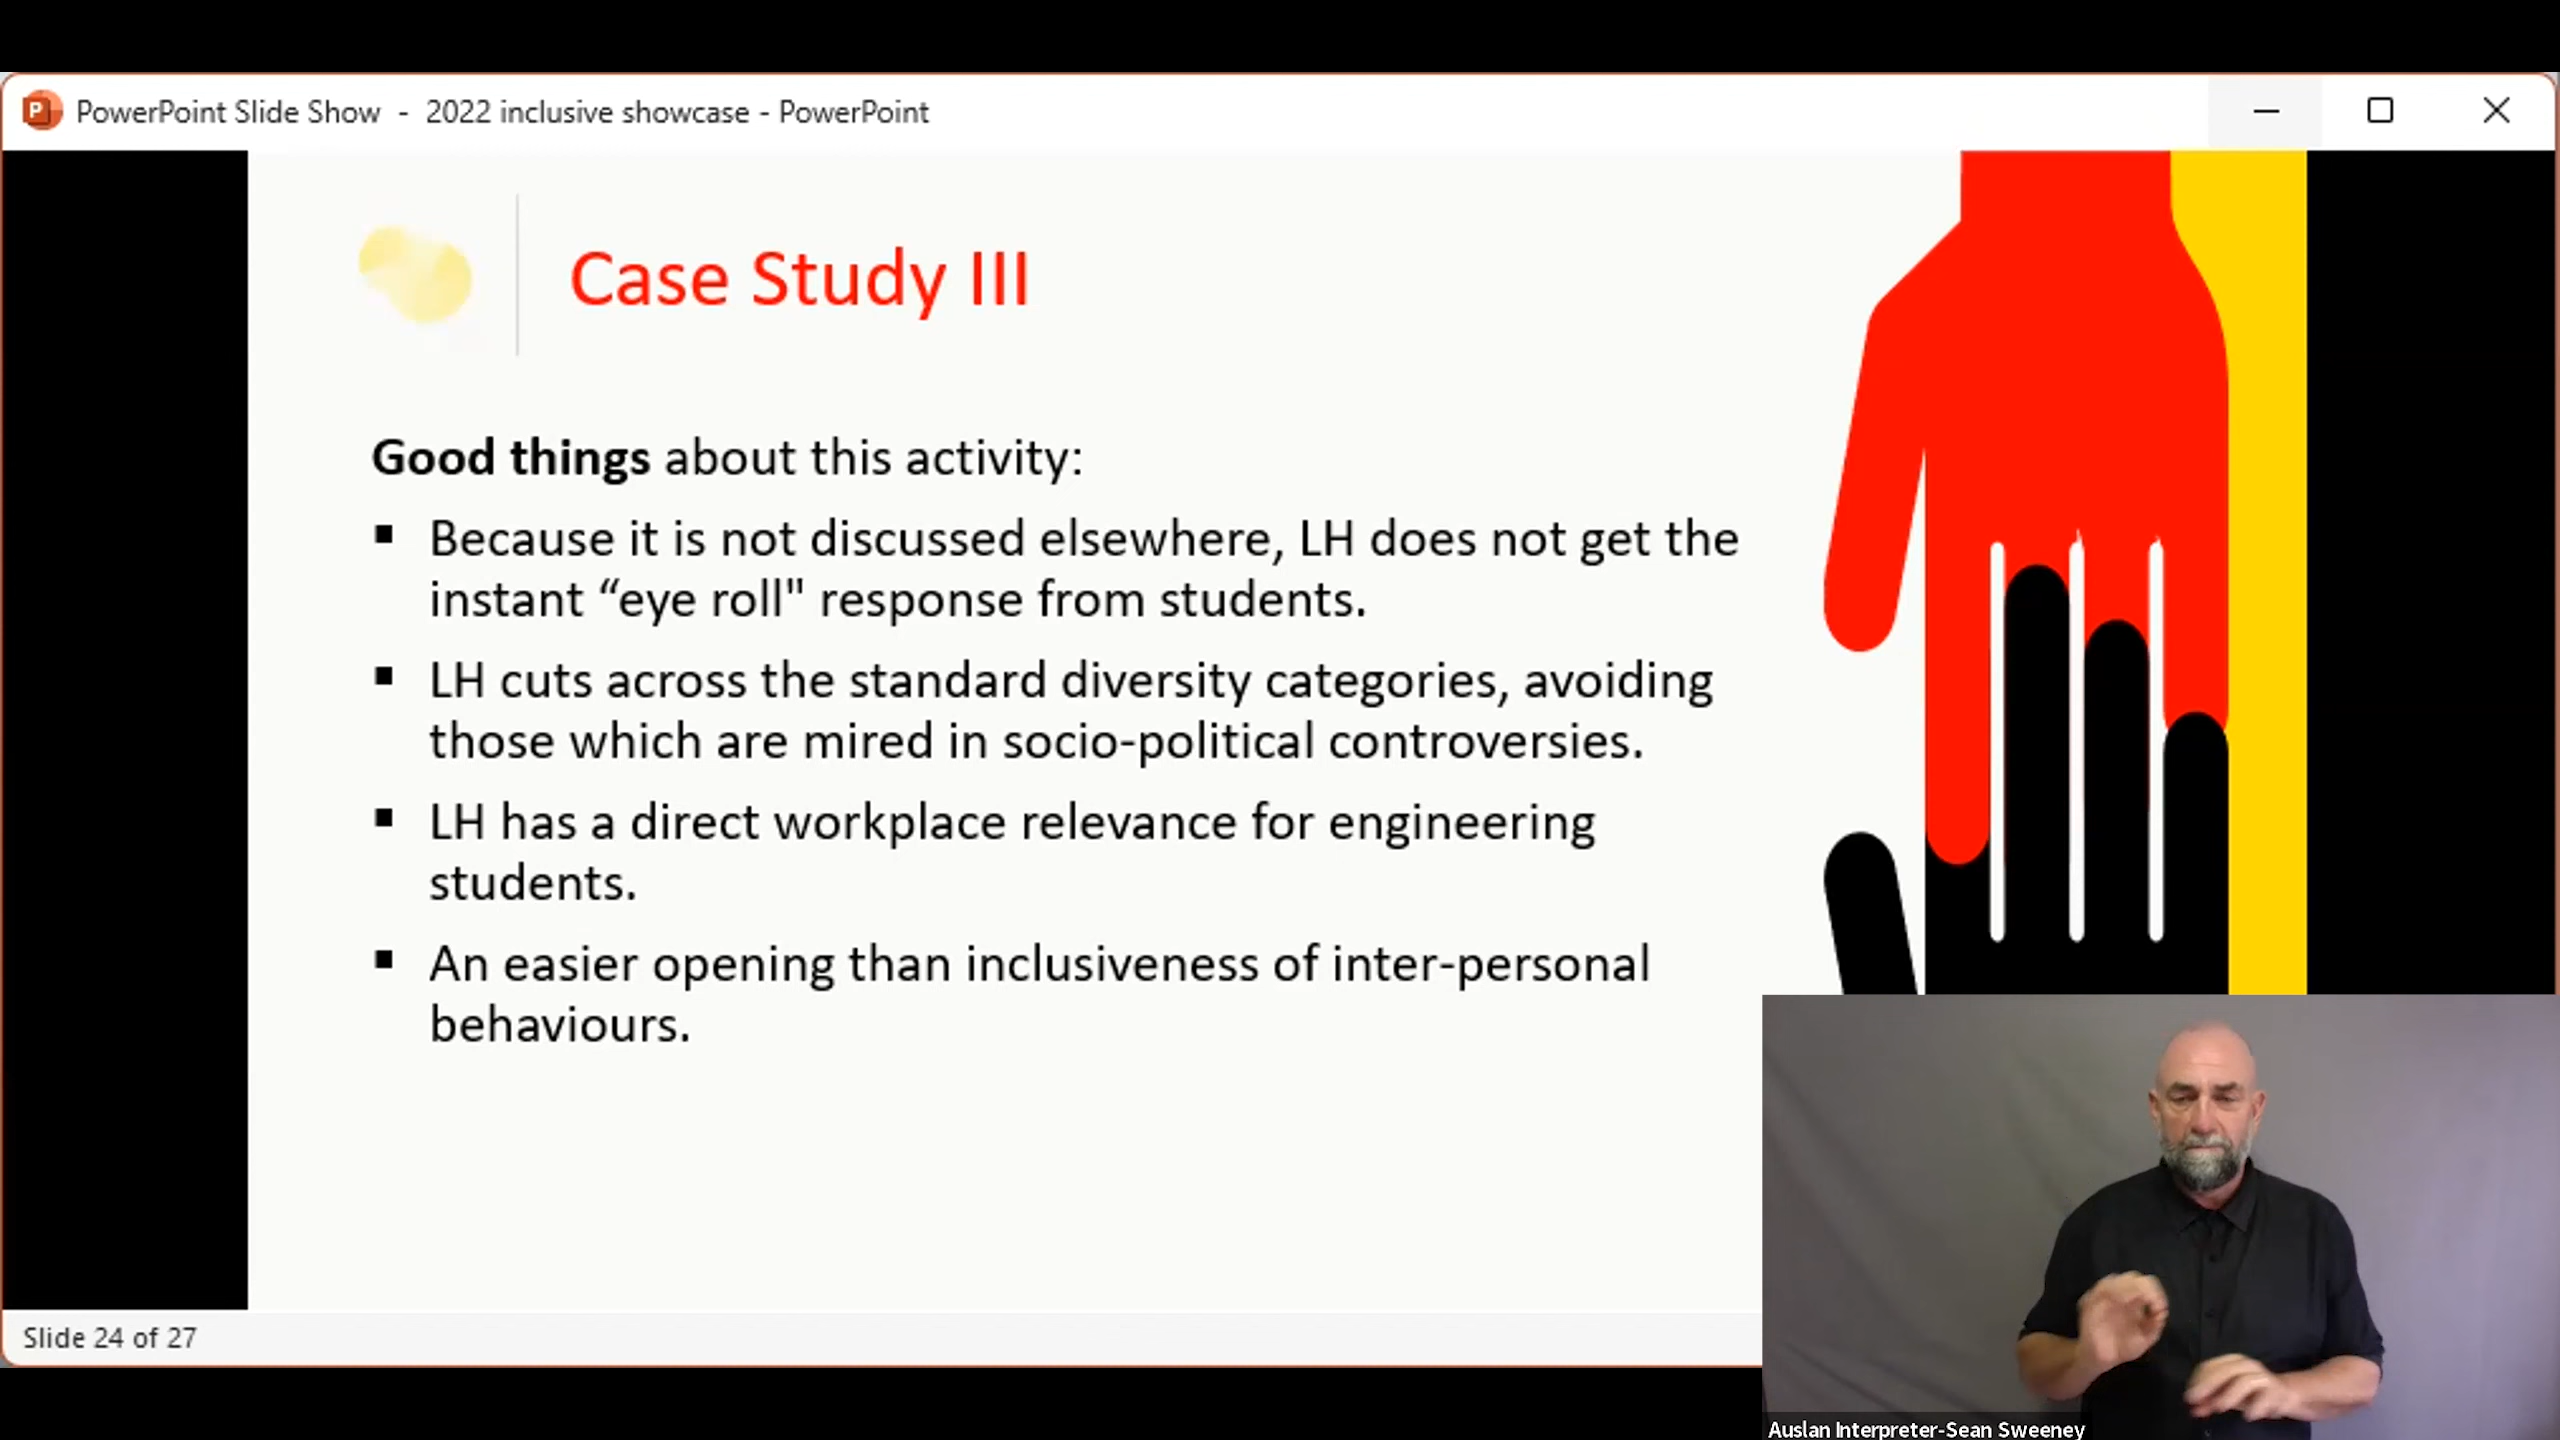 PowerPoint Slide Show - 2022 inclusive showcase - PowerPoint
Case Study III
Good things about this activity:
▪ Because it is not discussed elsewhere, LH does not get the
instant “eye roll" response from students.
▪ LH cuts across the standard diversity categories, avoiding
those which are mired in socio-political controversies.
▪ LH has a direct workplace relevance for engineering
students.
▪ An easier opening than inclusiveness of inter-personal
behaviours.
Slide 24 of 27
Auslan Interpreter-Sean Sweeney